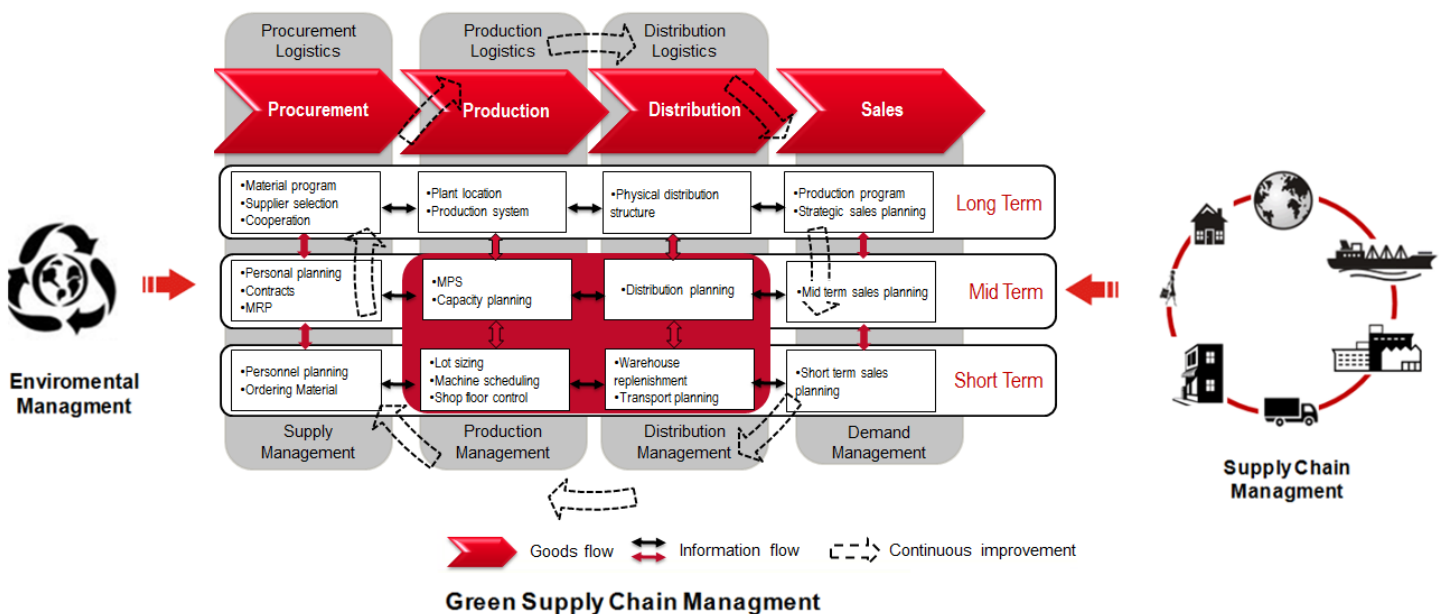 Procurement
Logistics
Production
Logistics
Distribution
Logistics
Procurement
Production
Distribution
Sales
•Material program
•Supplier selection
•Cooperation
•Plant location
•Production system
•Physical distribution
structure
•Production program
•Strategic sales planning
Long Term
•Personal planning
•Contracts
•MRP
•MPS
•Capacity planning
•Distribution planning
•Mid term sales planning
Mid Term
•Personnel planning
•Ordering Material
•Lot sizing
•Machine scheduling
•Shop floor control
•Warehouse
replenishment
•Transport planning
•Short term sales
planning
Short Term
Enviromental
Managment
Supply
Management
Production
Management
Distribution
Management
Demand
Management
Supply Chain
Managment
Goods flow
Information flow
Continuous improvement
Green Supply Chain Managment